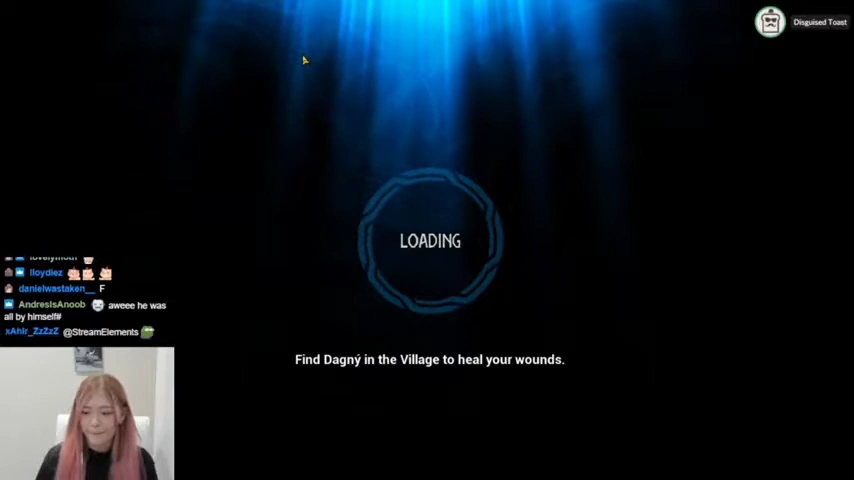 Disguised Toast
LOADING
lloydiez
danielwastaken__ F
AndresIsAnoob aweee he was
all by himself#
xAhir_ZzZzZ @StreamElements
Find Dagný in the Village to heal your wounds.